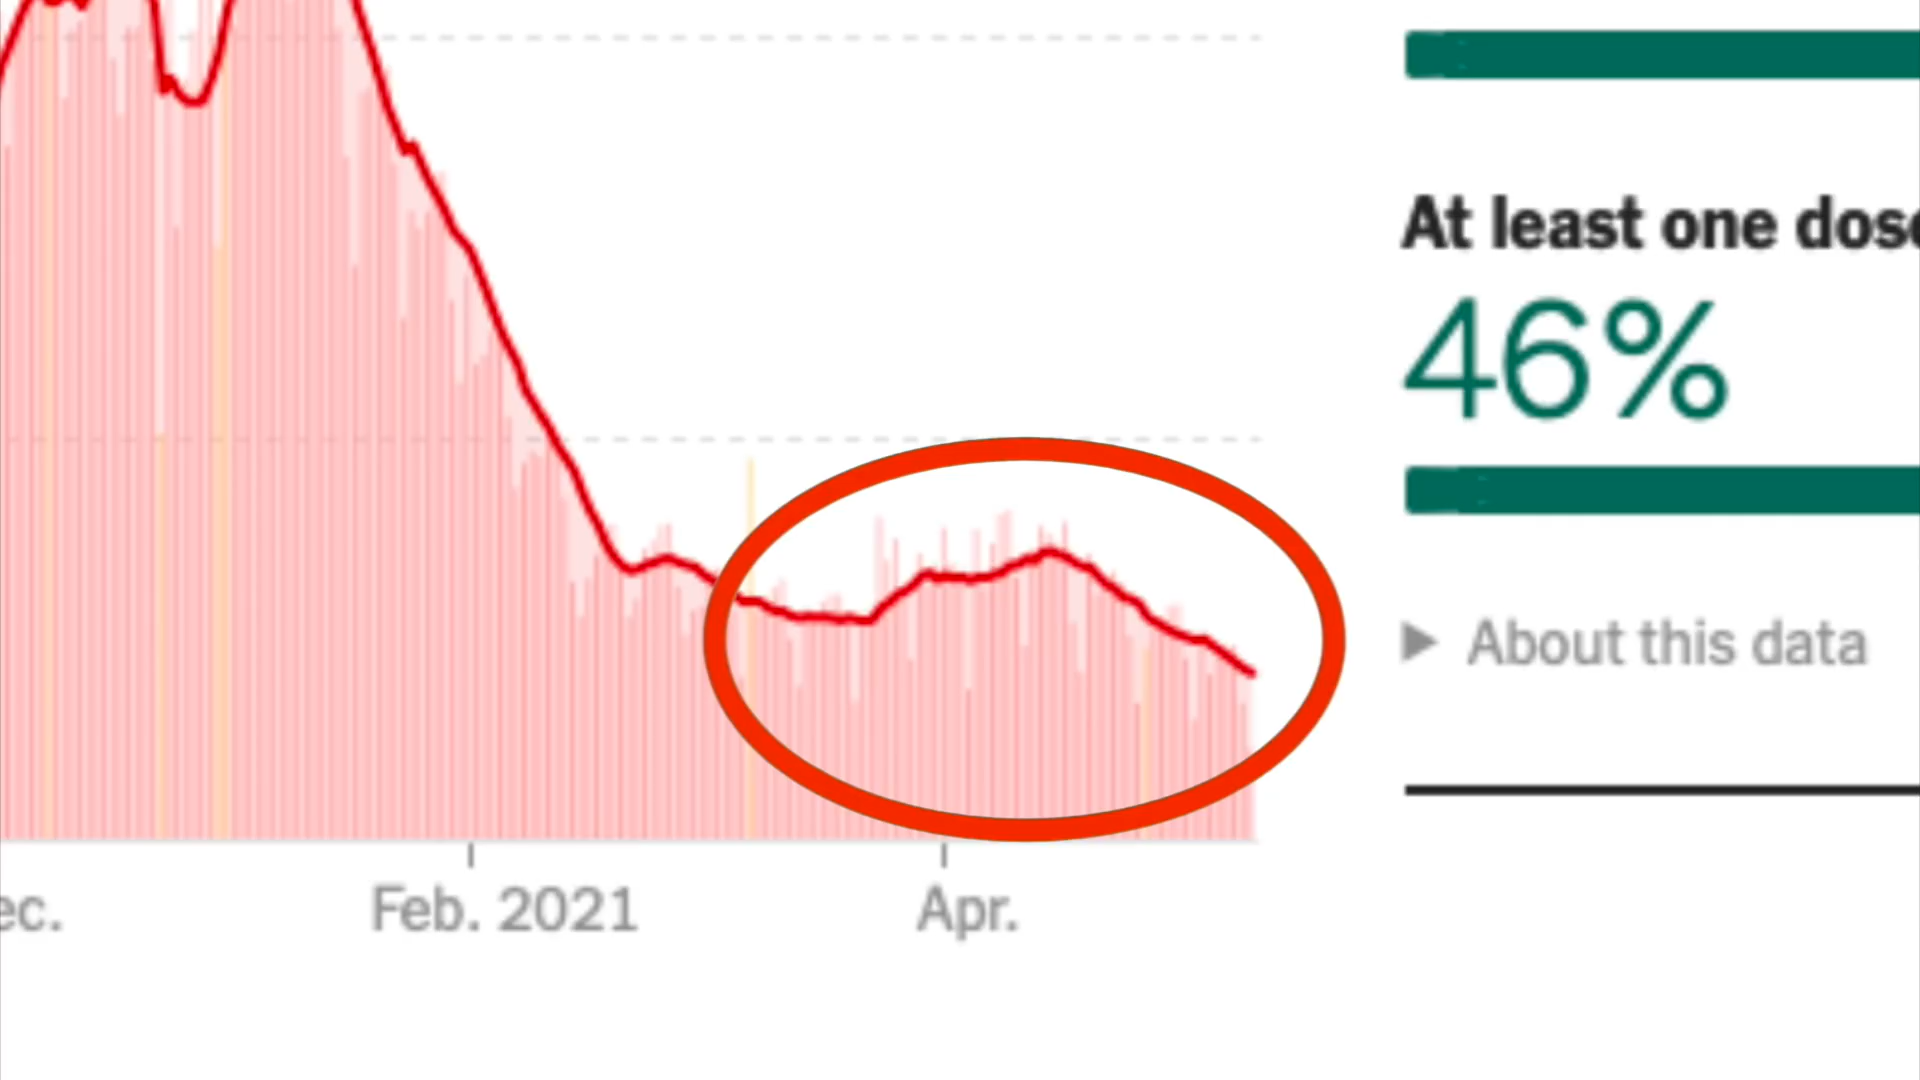 At least one dos
46%
About this data
ec.
Feb. 2021
Apr.